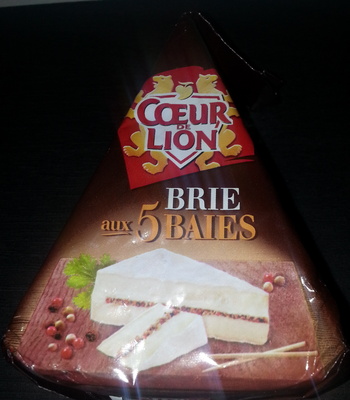 CŒUR
DE
LION
BRIE
aux 5 BAIES